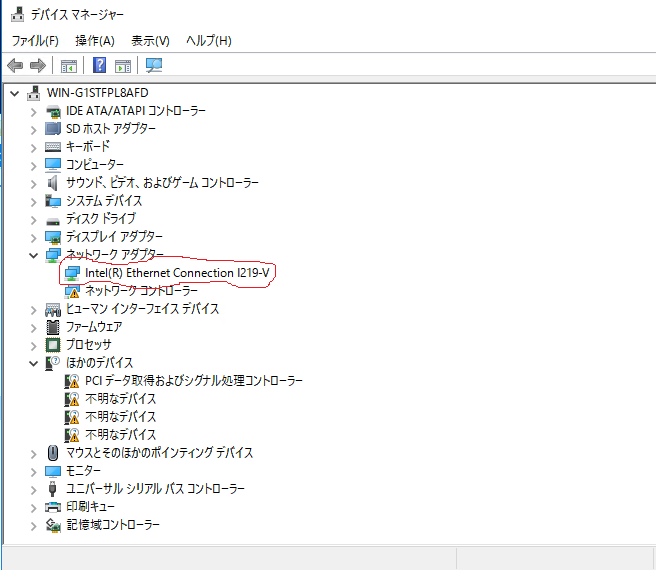 デバイス マネージャー
ファイル(F) 操作(A) 表示(V) ヘルプ(H)
WIN-G1STFPL8AFD
IDE ATA/ATAPI コントローラー
SD ホスト アダプター
キーボード
コンピューター
サウンド、ビデオ、およびゲーム コントローラー
システム デバイス
ディスク ドライブ
ディスプレイ アダプター
ネットワーク アダプター
Intel(R) Ethernet Connection I219-V
ネットワーク コントローラー
ヒューマン インターフェイス デバイス
ファームウェア
プロセッサ
ほかのデバイス
PCI データ取得およびシグナル処理コントローラー
不明なデバイス
不明なデバイス
不明なデバイス
マウスとそのほかのポインティング デバイス
モニター
ユニバーサル シリアル バス コントローラー
印刷キュー
記憶域コントローラー